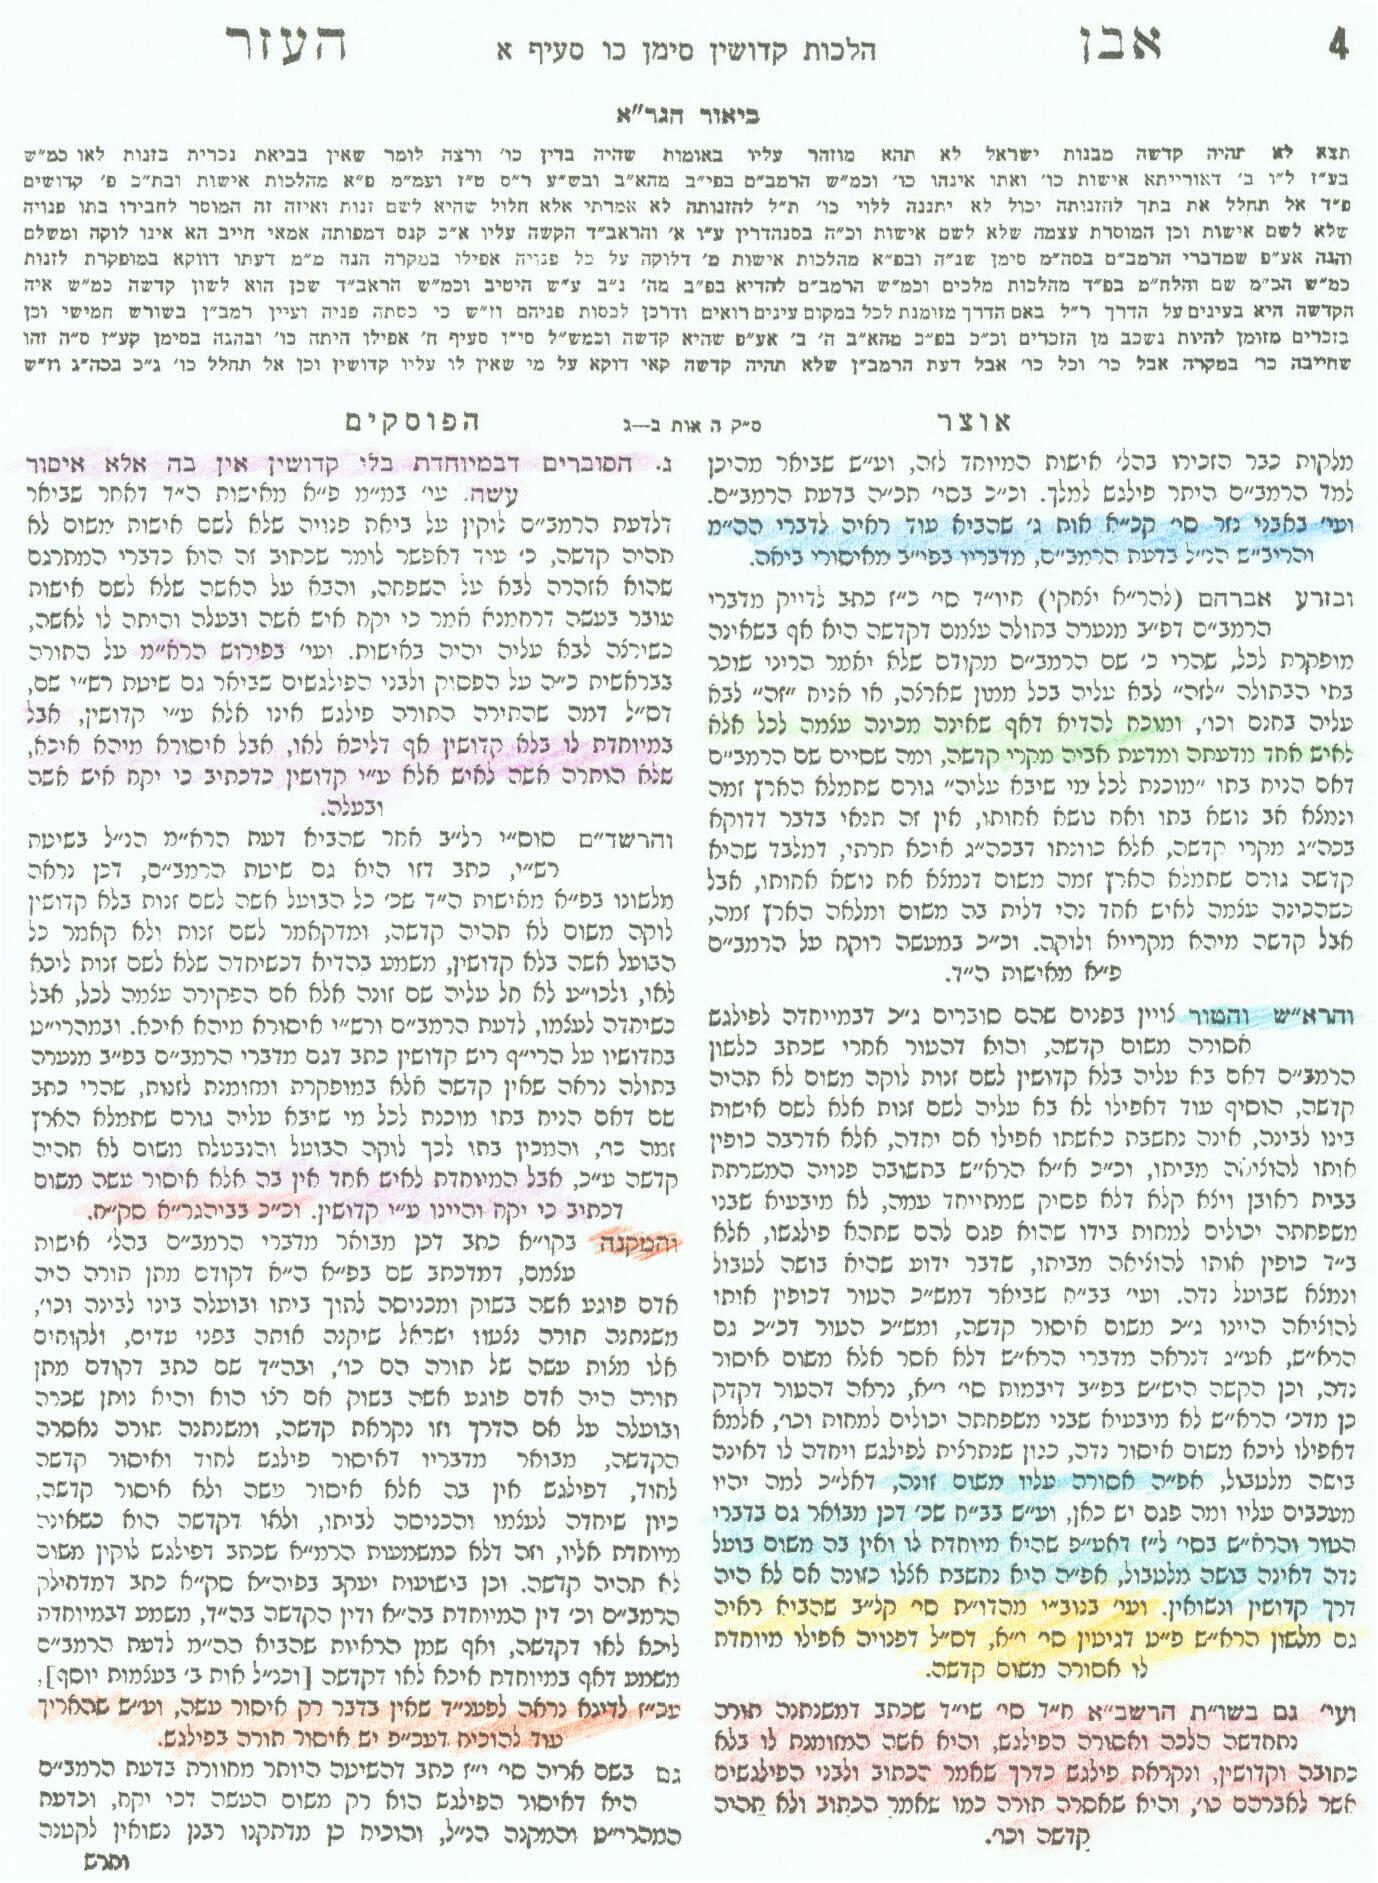 4
אבן
הלכות קדושין סימן כו סעיף א
העזר
ביאור הגר״א
תצא לא תהיה קדשה מבנות ישראל לא תהא מוזהר עליו באומות שהיה בדין כו׳ ורצה לומר שאין בביאת נכרית בזנות לאו כמ״ש
בע״ז ל״ו ב׳ דאורייתא אישות כו׳ ואתו אינהו כו׳ וכמ״ש הרמב״ם בפי״ב מהא״ב ובש״ע ר״ס ט״ז ועמ״מ פ״א מהלכות אישות ובת״כ פ׳ קדושים
פ״ד אל תחלל את בתך להזנותה יכול לא יתננה ללוי כו׳ ת״ל להזנותה לא אמרתי אלא חלול שהיא לשם זנות ואיזה זה המוסר לחבירו בתו פנויה
שלא לשם אישות וכן המוסרת עצמה שלא לשם אישות וכ״ה בסנהדרין ע״ו א׳ והראב״ד הקשה עליו א״כ קנס דמפותה אמאי חייב הא אינו לוקה ומשלם
והנה אע״פ שמדברי הרמב״ם בסה״מ סימן שנ״ה ובפ״א מהלכות אישות מ׳ דלוקה על כל פנויה אפילו במקרה הנה מ״מ דעתו דווקא במופקרת לזנות
כמ״ש הכ״מ שם והלח״מ בפ״ד מהלכות מלכים וכמ״ש הרמב״ם להדיא בפ״ב מה׳ נ״ב ע״ש היטיב וכמ״ש הראב״ד שכן הוא לשון קדשה כמ״ש איה
הקדשה היא בעינים על הדרך ר״ל באם הדרך מזומנת לכל במקום עינים רואים ודרכן לכסות פניהם וז״ש כי כסתה פניה ועיין רמב״ן בשורש חמישי וכן
בזכרים מזומן להיות נשכב מן הזכרים וכ״כ בפ״כ מהא״ב ה׳ ב׳ אע״פ שהיא קדשה וכמש״ל סי״ו סעיף ח׳ אפילו היתה כו׳ ובהגה בסימן קע״ז ס״ה זהו
שחייבה כר׳ במקרה אבל כו׳ וכל כו׳ אבל דעת הרמב״ן שלא תהיה קדשה קאי דוקא על מי שאין לו עליו קדושין וכן אל תחלל כו׳ ג״כ בכה״ג וז״ש
אוצר
ס״ק ה אות ב—ג
הפוסקים
מלקות כבר הזכירו בהל׳ אישות המיוחד לזה, ועי״ש שביאר מהיכן
למד הרמב״ם היתר פילגש למלך. וכ״כ בסי׳ תכ״ה בדעת הרמב״ם.
ועי׳ באבני נזר סי׳ קכ״א אות ג׳ שהביא עוד ראיה לדברי הה״מ
והריב״ש הנ״ל בדעת הרמב״ם, מדבריו בפי״ב מאיסורי ביאה.
ובזרע אברהם (להר״א יצחקי) חיו״ד סי׳ כ״ז כתב לדייק מדברי
הרמב״ם דפ״ב מנערה בתולה עצמם דקדשה היא אף בשאינה
מופקרת לכל, שהרי כ׳ שם הרמב״ם מקודם שלא יאמר הריני שוכר
בתי הבתולה ״לזה״ לבא עליה בכל ממון שארצה, או אניח ״זה״ לבא
עליה בחנם וכו׳, ומוכח להדיא דאף שאינה מכינה עצמה לכל אלא
לאיש אחד מדעתה ומדעת אביה מקרי קדשה, ומה שסיים שם הרמב״ם
דאם הניח בתו ״מוכנת לכל מי שיבא עליה״ גורם שתמלא הארץ זמה
ונמצא אב נושא בתו ואח נושא אחותו, אין זה תנאי בדבר דדוקא
בכה״ג מקרי קדשה, אלא כוונתו דבכה״ג איכא תרתי, דמלבד שהיא
קדשה גורם שתמלא הארץ זמה משום דנמצא אח נושא אחותו, אבל
כשהכינה עצמה לאיש אחד נהי דלית בה משום ומלאה הארץ זמה,
אבל קדשה מיהא מקרייא ולוקה. וכ״כ במעשה רוקח על הרמב״ם
פ״א מאישות ה״ד.
והרא״ש והטור צויין בפנים שהם סוברים ג״כ דבמייחדה לפילגש
אסורה משום קדשה, והוא דהטור אחרי שכתב כלשון
הרמב״ם דאם בא עליה בלא קדושין לשם זנות לוקה משום לא תהיה
קדשה, הוסיף עוד דאפילו לא בא עליה לשם זנות אלא לשם אישות
בינו לבינה, אינה נחשבת כאשתו אפילו אם יחדה, אלא אדרבה כופין
אותו להוציאה מביתו, וכ״כ א״א הרא״ש בתשובה פנויה המשרתת
בבית ראובן ויצא קלא דלא פסיק שמתייחד עמה, לא מיבעיא שבני
משפחתה יכולים למחות בידו שהוא פגם להם שתהא פילגשו, אלא
ב״ד כופין אותו להוציאה מביתו, שדבר ידוע שהיא בושה לטבול
ונמצא שבועל נדה. ועי׳ בב״ח שביאר דמש״כ הטור דכופין אותו
להוציאה היינו ג״כ משום איסור קדשה, ומש״כ הטור דכ״כ גם
הרא״ש, אע״ג דנראה מדברי הרא״ש דלא אסר אלא משום איסור
נדה, וכן הקשה היש״ש בפ״ב דיבמות סי׳ י״א, נראה דהטור דקדק
כן מדכ׳ הרא״ש לא מיבעיא שבני משפחתה יכולים למחות וכו׳, אלמא
דאפילו ליכא משום איסור נדה, כגון שנתרצית לפילגש ויחדה לו דאינה
בושה מלטבול, אפ״ה אסורה עליו משום זונה, דאל״כ למה יהיו
מעכבים עליו ומה פגם יש כאן, ועי״ש בב״ח שכ׳ דכן מבואר גם בדברי
הטור והרא״ש בסי׳ ל״ז דאע״פ שהיא מיוחדת לו ואין בה משום בועל
נדה דאינה בושה מלטבול, אפ״ה היא נחשבת אצלו כזונה אם לא היה
דרך קדושין ונשואין. ועי׳ בנוב״י מהדו״ת סי׳ קל״ב שהביא ראיה
גם מלשון הרא״ש פ״ע דגיטין סי׳ י״א, דס״ל דפנויה אפילו מיוחדת
לו אסורה משום קדשה.
ועי׳ גם בשו״ת הרשב״א ח״ד סי׳ שי״ד שכתב דמשנתנה תורה
נתחדשה הלכה ואסורה הפילגש, והיא אשה המזומנת לו בלא
כתובה וקדושין, ונקראת פילגש כדרך שאמר הכתוב ולבני הפילגשים
אשר לאברהם כו׳, והיא שאסרה תורה כמו שאמר הכתוב ולא תהיה
קדשה וכו׳.
ג. הסוברים דבמיוחדת בלי קדושין אין בה אלא איסור
עשה. עי׳ במ״מ פ״א מאישות ה״ד דאחר שביאר
דלדעת הרמב״ם לוקין על ביאת פנויה שלא לשם אישות משום לא
תהיה קדשה, כ׳ עוד דאפשר לומר שכתוב זה הוא כדברי המתרגם
שהוא אזהרה לבא על השפחה, והבא על האשה שלא לשם אישות
עובר בעשה דרחמנא אמר כי יקח איש אשה ובעלה והיתה לו לאשה,
כשירצה לבא עליה יהיה באישות. ועי׳ בפירוש הרא״מ על התורה
בבראשית כ״ה על הפסוק ולבני הפילגשים שביאר גם שיטת רש״י שם,
דס״ל דמה שהתירה התורה פילגש אינו אלא ע״י קדושין, אבל
במיוחדת לו בלא קדושין אף דליכא לאו, אבל איסורא מיהא איכא,
שלא הותרה אשה לאיש אלא ע״י קדושין כדכתיב כי יקח איש אשה
ובעלה.
והרשד״ם סוס״י רל״ב אחר שהביא דעת הרא״מ הנ״ל בשיטת
רש״י, כתב דזו היא גם שיטת הרמב״ם, דכן נראה
מלשונו בפ״א מאישות ה״ד שכ׳ כל הבועל אשה לשם זנות בלא קדושין
לוקה משום לא תהיה קדשה, ומדקאמר לשם זנות ולא קאמר כל
הבועל אשה בלא קדושין, משמע בהדיא דכשיחדה שלא לשם זנות ליכא
לאו, ולכו״ע לא חל עליה שם זונה אלא אם הפקירה עצמה לכל, אבל
כשיחדה לעצמו, לדעת הרמב״ם ורש״י איסורא מיהא איכא. ובמהרי״ע
בחדושיו על הרי״ף ריש קדושין כתב דגם מדברי הרמב״ם בפ״ב מנערה
בתולה נראה שאין קדשה אלא במופקרת ומזומנת לזנות, שהרי כתב
שם דאם הניח בתו מוכנת לכל מי שיבא עליה גורם שתמלא הארץ
זמה כו׳, והמכין בתו לכך לוקה הבועל והנבעלת משום לא תהיה
קדשה ע״כ, אבל המיוחדת לאיש אחד אין בה אלא איסור עשה משום
דכתיב כי יקח והיינו ע״י קדושין. וכ״כ בביהגר״א סק״ח.
והמקנה בקו״א כתב דכן מבואר מדברי הרמב״ם בהל׳ אישות
עצמם, דמדכתב שם בפ״א ה״א דקודם מתן תורה היה
אדם פוגע אשה בשוק ומכניסה לתוך ביתו ובועלה בינו לבינה וכו׳,
משנתנה תורה נצטוו ישראל שיקנה אותה בפני עדים, ולקוחים
אלו מצות עשה של תורה הם כו׳, ובה״ד שם כתב דקודם מתן
תורה היה אדם פוגע אשה בשוק אם רצו הוא והיא נותן שכרה
ובועלה על אם הדרך וזו נקראת קדשה, ומשנתנה תורה נאסרה
הקדשה, מבואר מדבריו דאיסור פילגש לחוד ואיסור קדשה
לחוד, דפילגש אין בה אלא איסור עשה ולא איסור קדשה,
כיון שיחדה לעצמו והכניסה לביתו, ולאו דקדשה הוא כשאינה
מיוחדת אליו, וזה דלא כמשמעות הרמ״א שכתב דפילגש לוקין משום
לא תהיה קדשה. וכן בישועות יעקב בפיה״א סק״א כתב דמדחילק
הרמב״ם וכ׳ דין המיוחדת בה״א ודין הקדשה בה״ד, משמע דבמיוחדת
ליכא לאו דקדשה, ואף שמן הראיות שהביא הה״מ לדעת הרמב״ם
משמע דאף במיוחדת איכא לאו דקדשה [וכנ״ל אות ב׳ בעצמות יוסף],
עכ״ז לדינא נראה לפענ״ד שאין בדבר רק איסור עשה, ועי״ש שהאריך
עוד להוכיח דעכ״פ יש איסור תורה בפילגש.
גם בשם אריה סי׳ י״ז כתב דהשיטה היותר מחוורת בדעת הרמב״ם
היא דאיסור הפילגש הוא רק משום העשה דכי יקח, וכדעת
המהרי״ט והמקנה הנ״ל, והוכיח כן מדתקנו רבנן נשואין לקטנה
וחרש